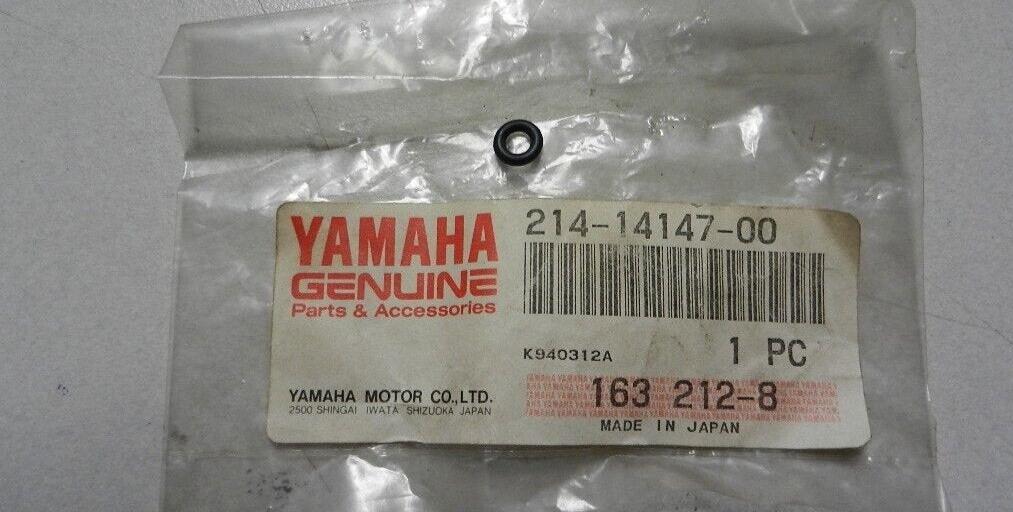 YAMAHA
GENUINE
Parts & Accessories
YAMAHA MOTOR CO.,LTD.
2500 SHINGAI IWATA SHIZUOKA JAPAN
214-14147-00
K940312A
1 PC
163 212-8
MADE IN JAPAN